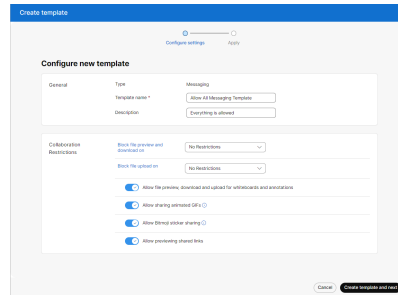 Create template
Configure settings
Apply
Configure new template
General
Type
Messaging
Template name *
Allow All Messaging Template
Description
Everything is allowed
Collaboration
Restrictions
Block file preview and
download on
No Restrictions
Block file upload on
No Restrictions
Allow file preview, download and upload for whiteboards and annotations
Allow sharing animated GIFs
Allow Bitmoji sticker sharing
Allow previewing shared links
Cancel
Create template and next